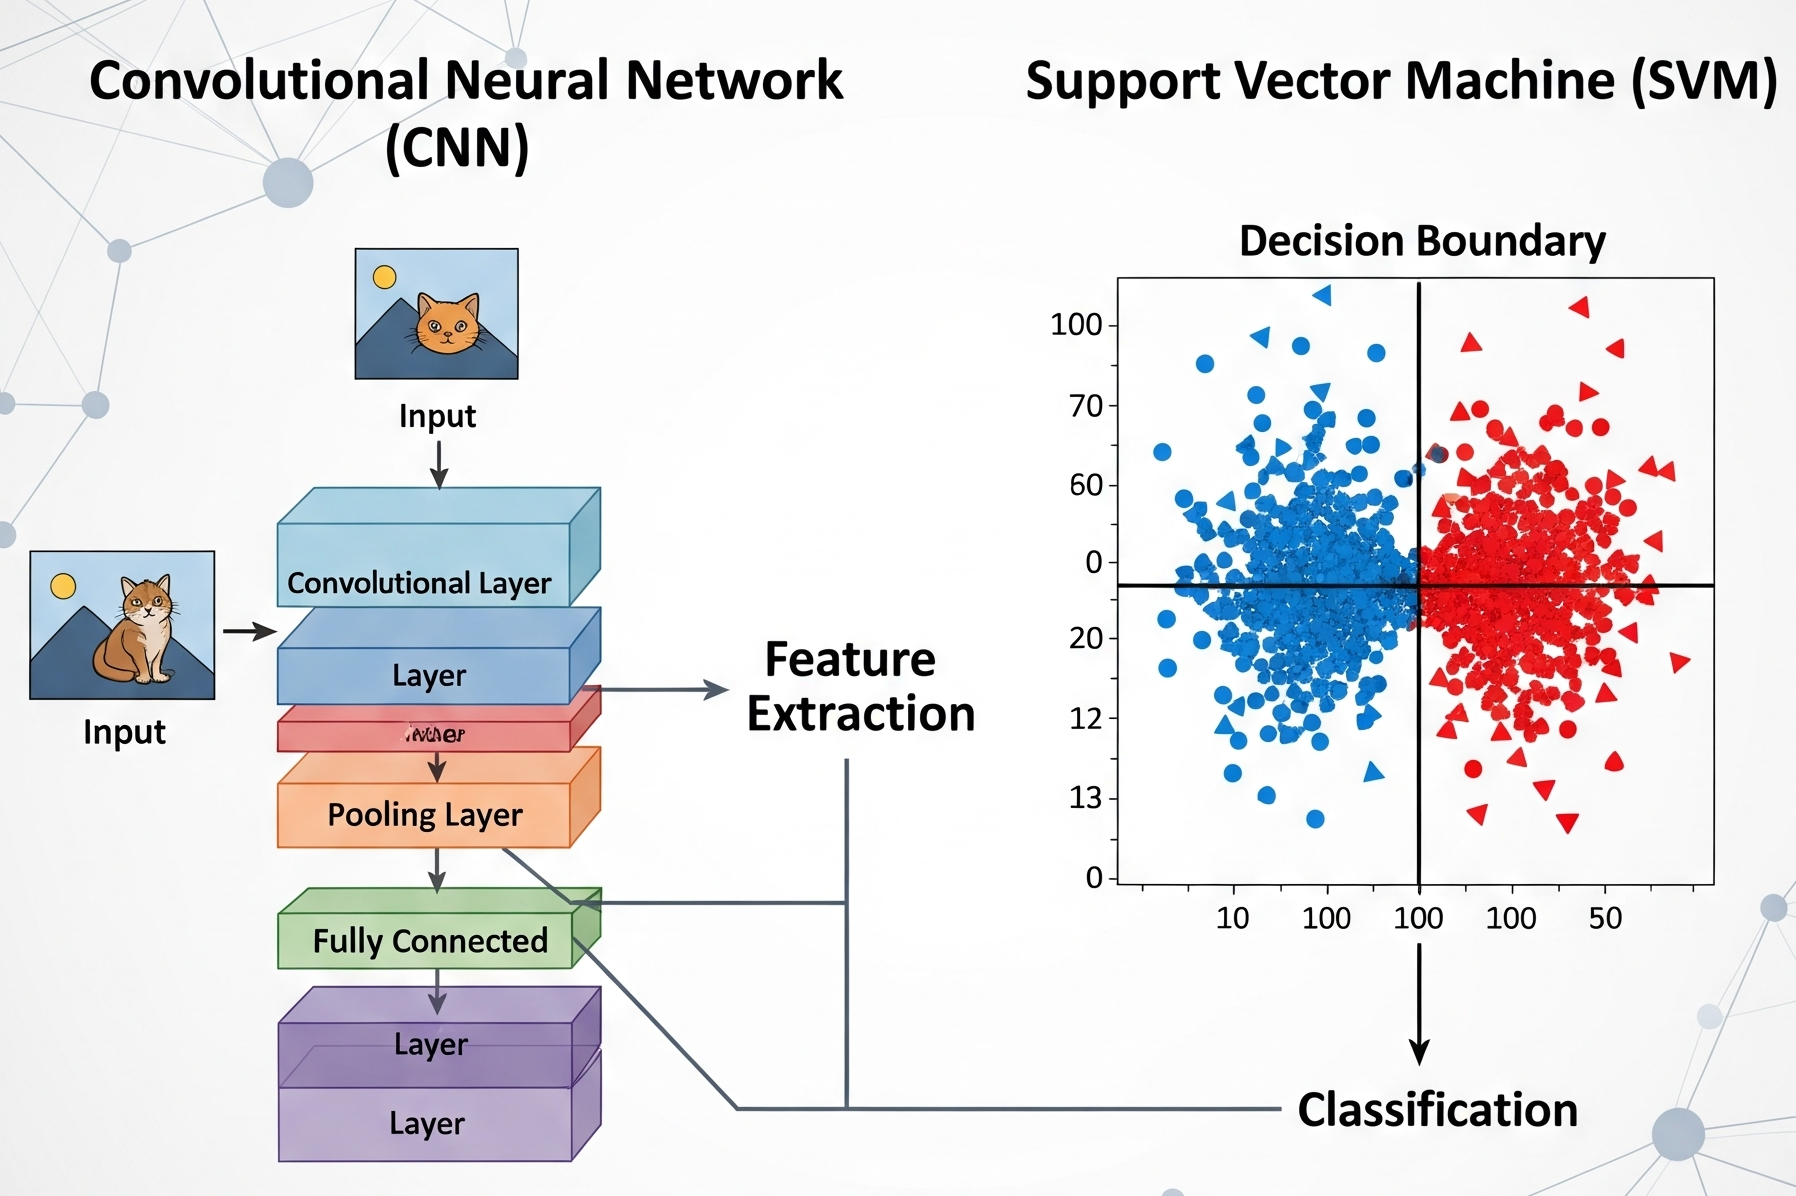 Convolutional Neural Network
(CNN)
Input
Input
Convolutional Layer
Layer
Pooling Layer
Fully Connected
Layer
Layer
Feature
Extraction
Support Vector Machine (SVM)
Decision Boundary
100
70
60
0
20
12
13
0
10 100 100 100 50
Classification